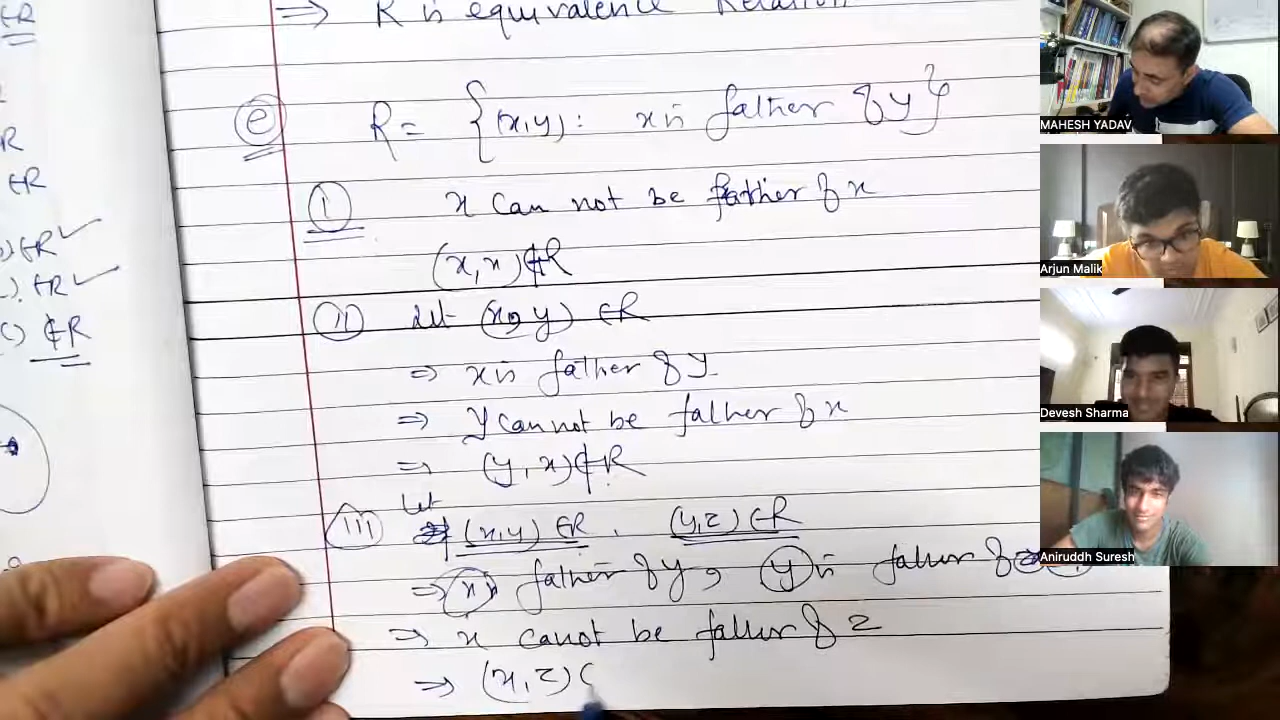 ⇒ R is equivalence Relation
e R = {(x,y): x is father of y}
i x can not be father of x
(x,x) ∉ R
ii Let (x,y) ∈ R
⇒ x is father of y
⇒ y can not be father of x
⇒ (y,x) ∉ R
iii Let (x,y) ∈ R, (y,z) ∈ R
⇒ x is father of y, y is father of
⇒ x canot be father of z
⇒ (x,z)
∈R
R
∈R
∈R ✓
∈R ✓
∉R
MAHESH YADAV
Arjun Malik
Devesh Sharma
Aniruddh Suresh